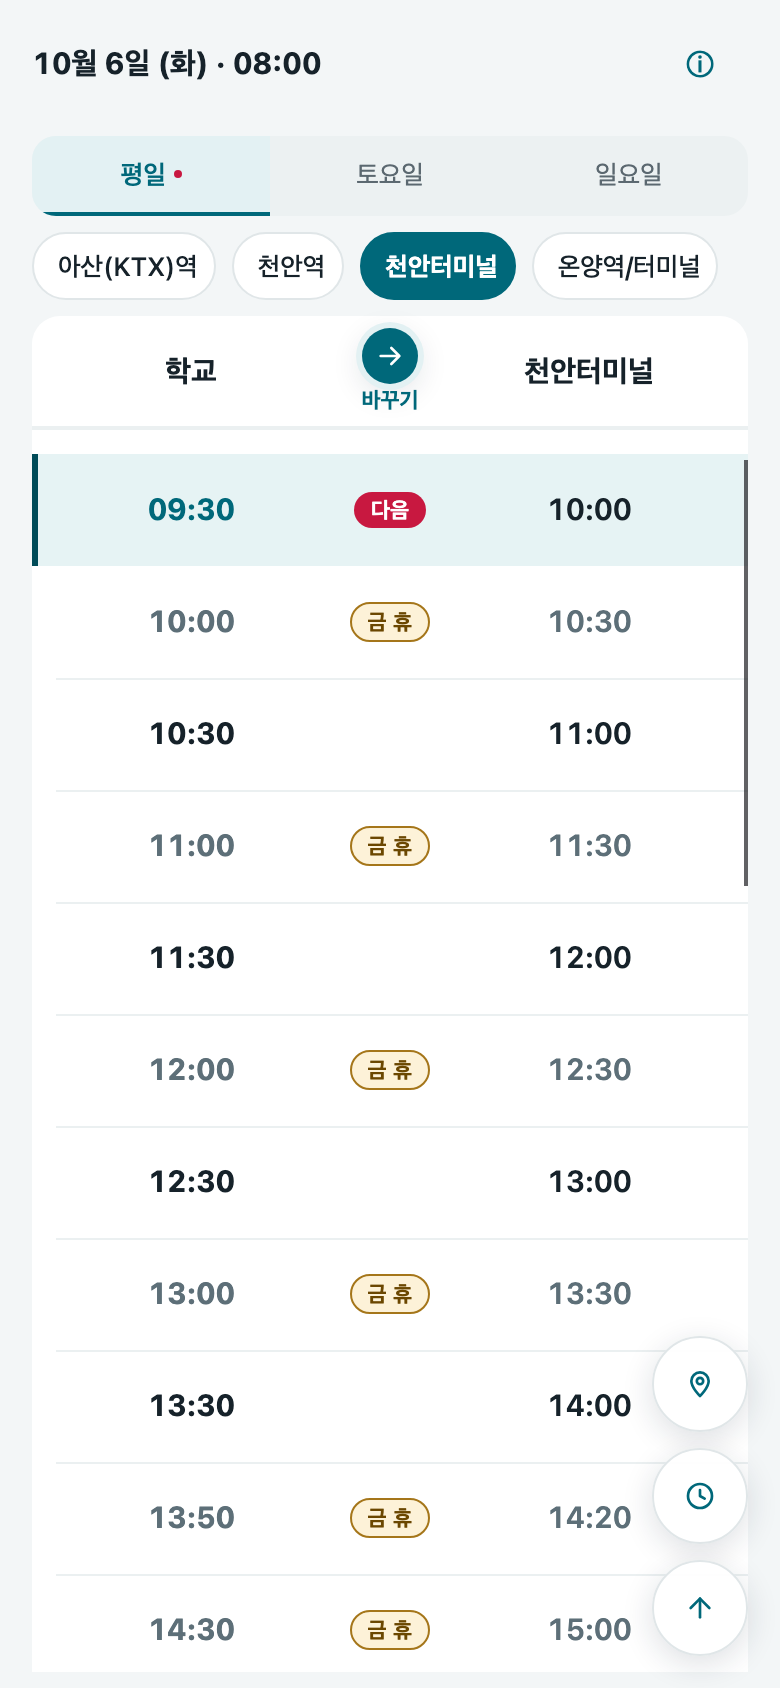 10월 6일 (화) · 08:00
평일 토요일 일요일
아산(KTX)역 천안역 천안터미널 온양역/터미널
학교 천안터미널
바꾸기
09:30 다음 10:00
10:00 금 휴 10:30
10:30 11:00
11:00 금 휴 11:30
11:30 12:00
12:00 금 휴 12:30
12:30 13:00
13:00 금 휴 13:30
13:30 14:00
13:50 금 휴 14:20
14:30 금 휴 15:00